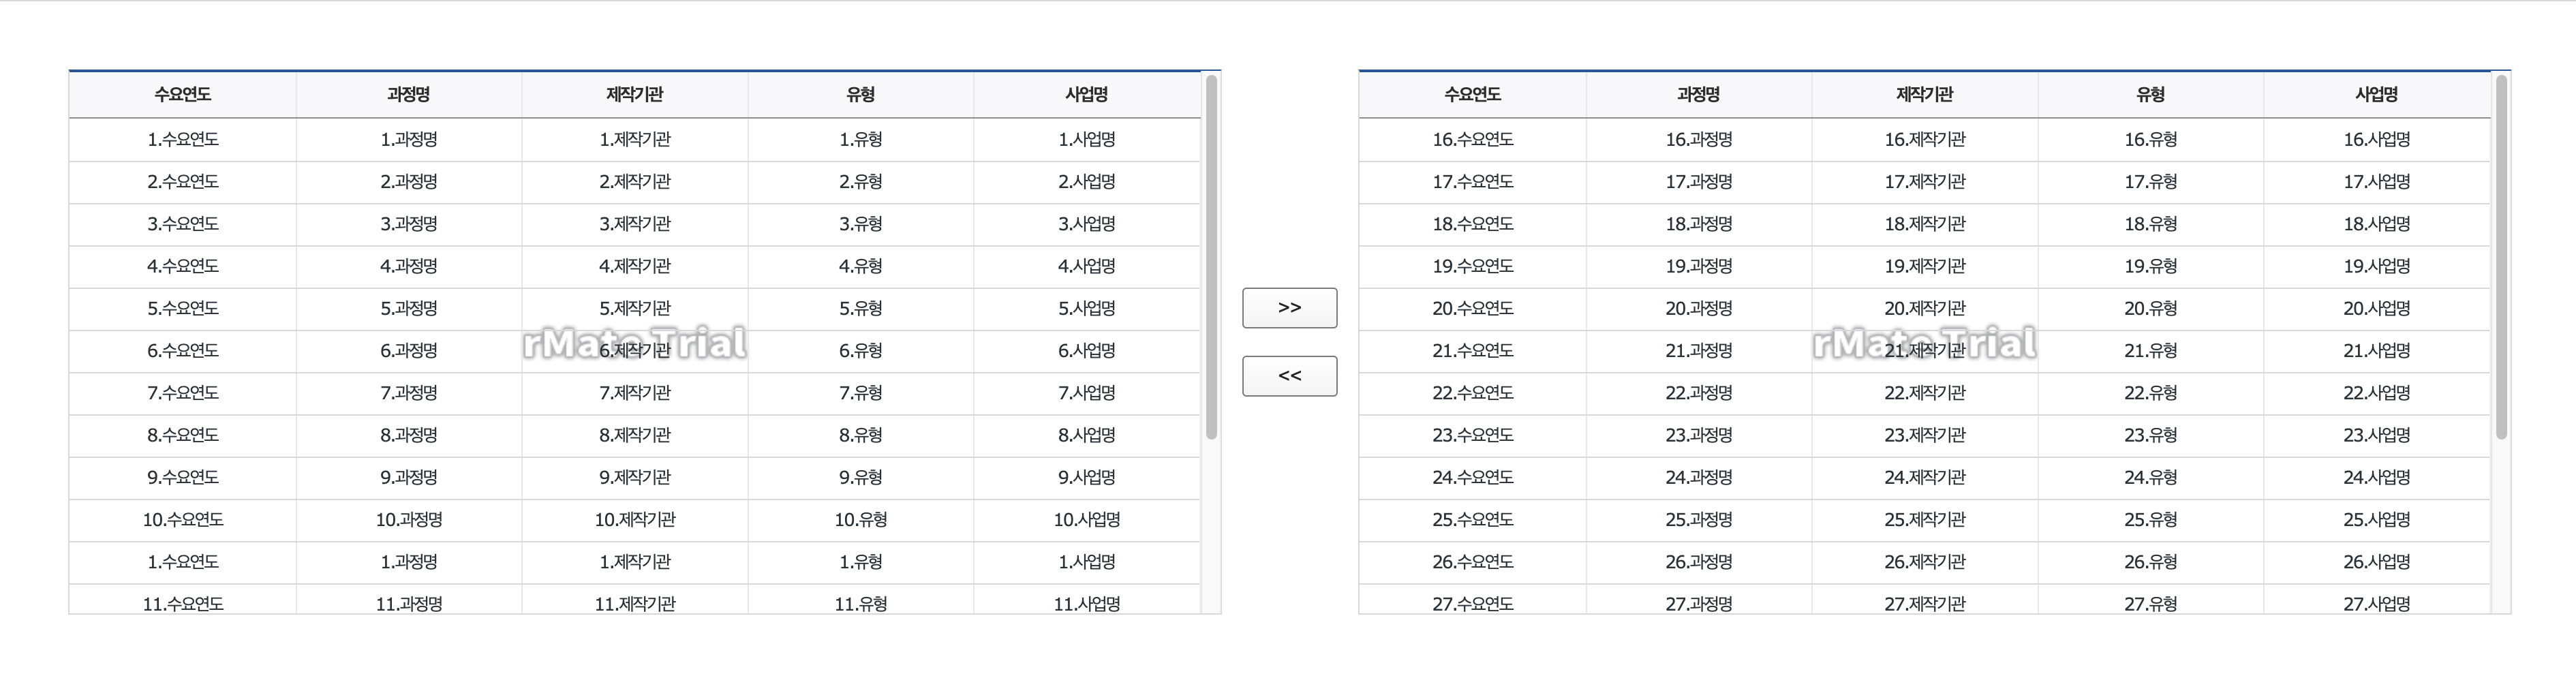 수요연도 과정명 제작기관 유형 사업명
1.수요연도 1.과정명 1.제작기관 1.유형 1.사업명
2.수요연도 2.과정명 2.제작기관 2.유형 2.사업명
3.수요연도 3.과정명 3.제작기관 3.유형 3.사업명
4.수요연도 4.과정명 4.제작기관 4.유형 4.사업명
5.수요연도 5.과정명 5.제작기관 5.유형 5.사업명
6.수요연도 6.과정명 6.제작기관 6.유형 6.사업명
rMate Trial
7.수요연도 7.과정명 7.제작기관 7.유형 7.사업명
8.수요연도 8.과정명 8.제작기관 8.유형 8.사업명
9.수요연도 9.과정명 9.제작기관 9.유형 9.사업명
10.수요연도 10.과정명 10.제작기관 10.유형 10.사업명
1.수요연도 1.과정명 1.제작기관 1.유형 1.사업명
11.수요연도 11.과정명 11.제작기관 11.유형 11.사업명
>>
<<
수요연도 과정명 제작기관 유형 사업명
16.수요연도 16.과정명 16.제작기관 16.유형 16.사업명
17.수요연도 17.과정명 17.제작기관 17.유형 17.사업명
18.수요연도 18.과정명 18.제작기관 18.유형 18.사업명
19.수요연도 19.과정명 19.제작기관 19.유형 19.사업명
20.수요연도 20.과정명 20.제작기관 20.유형 20.사업명
21.수요연도 21.과정명 21.제작기관 21.유형 21.사업명
rMate Trial
22.수요연도 22.과정명 22.제작기관 22.유형 22.사업명
23.수요연도 23.과정명 23.제작기관 23.유형 23.사업명
24.수요연도 24.과정명 24.제작기관 24.유형 24.사업명
25.수요연도 25.과정명 25.제작기관 25.유형 25.사업명
26.수요연도 26.과정명 26.제작기관 26.유형 26.사업명
27.수요연도 27.과정명 27.제작기관 27.유형 27.사업명